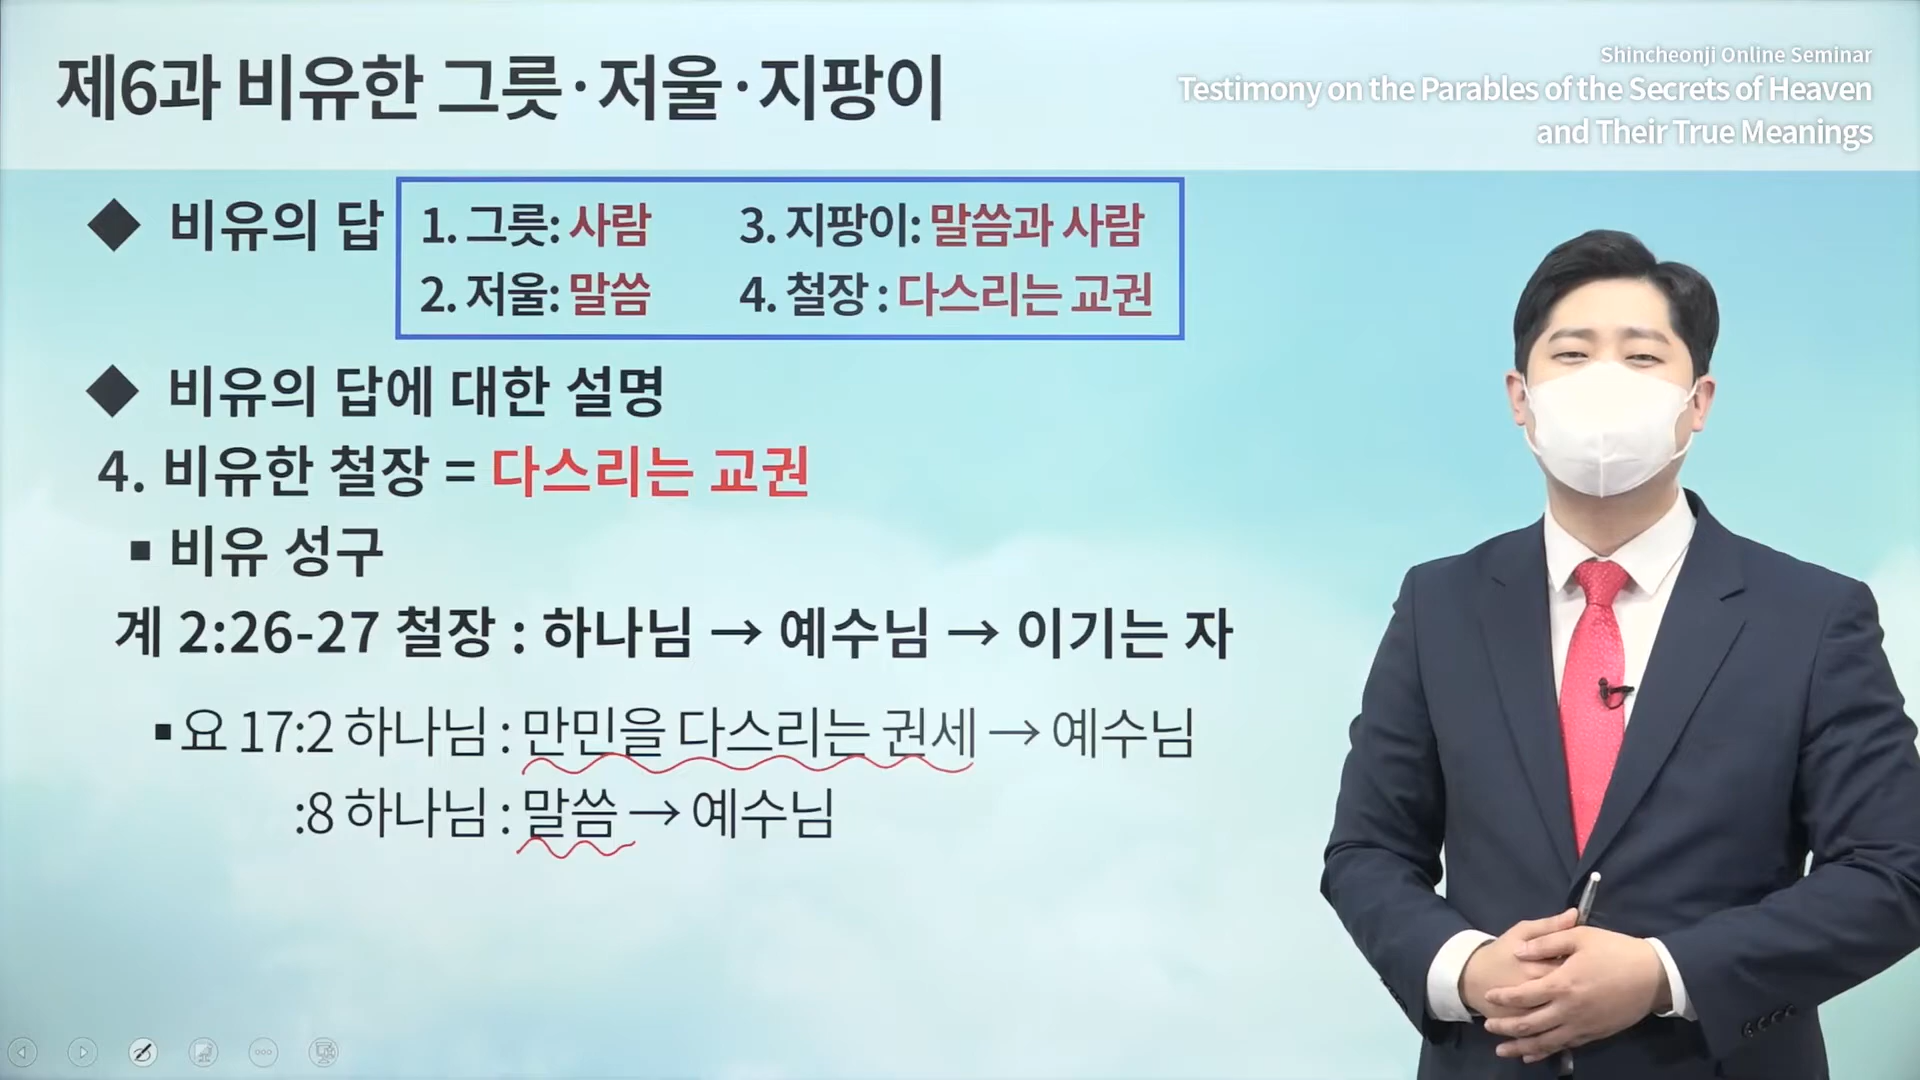 제6과 비유한 그릇·저울·지팡이
Shincheonji Online Seminar
Testimony on the Parables of the Secrets of Heaven
and Their True Meanings
◆ 비유의 답
1. 그릇: 사람 3. 지팡이: 말씀과 사람
2. 저울: 말씀 4. 철장 : 다스리는 교권
◆ 비유의 답에 대한 설명
4. 비유한 철장 = 다스리는 교권
▪ 비유 성구
계 2:26-27 철장 : 하나님 → 예수님 → 이기는 자
▪요 17:2 하나님 : 만민을 다스리는 권세 → 예수님
:8 하나님 : 말씀 → 예수님